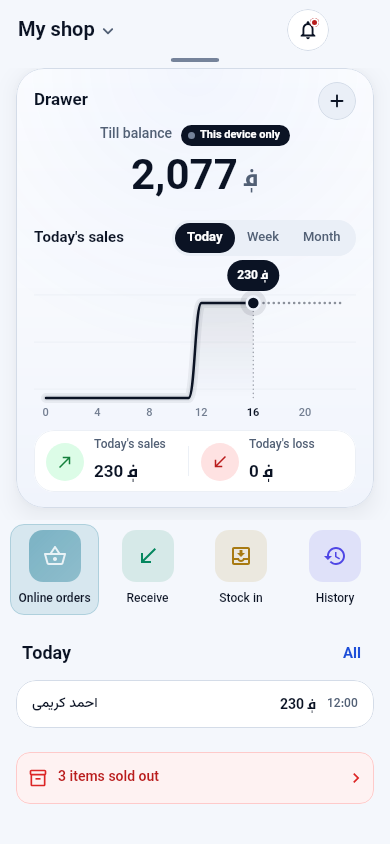 My shop
Drawer
Till balance
This device only
2,077 ؋
Today's sales
Today
Week
Month
230 ؋
0
4
8
12
16
20
Today's sales
230 ؋
Today's loss
0 ؋
Online orders
Receive
Stock in
History
Today
All
احمد کریمی
230 ؋
12:00
3 items sold out